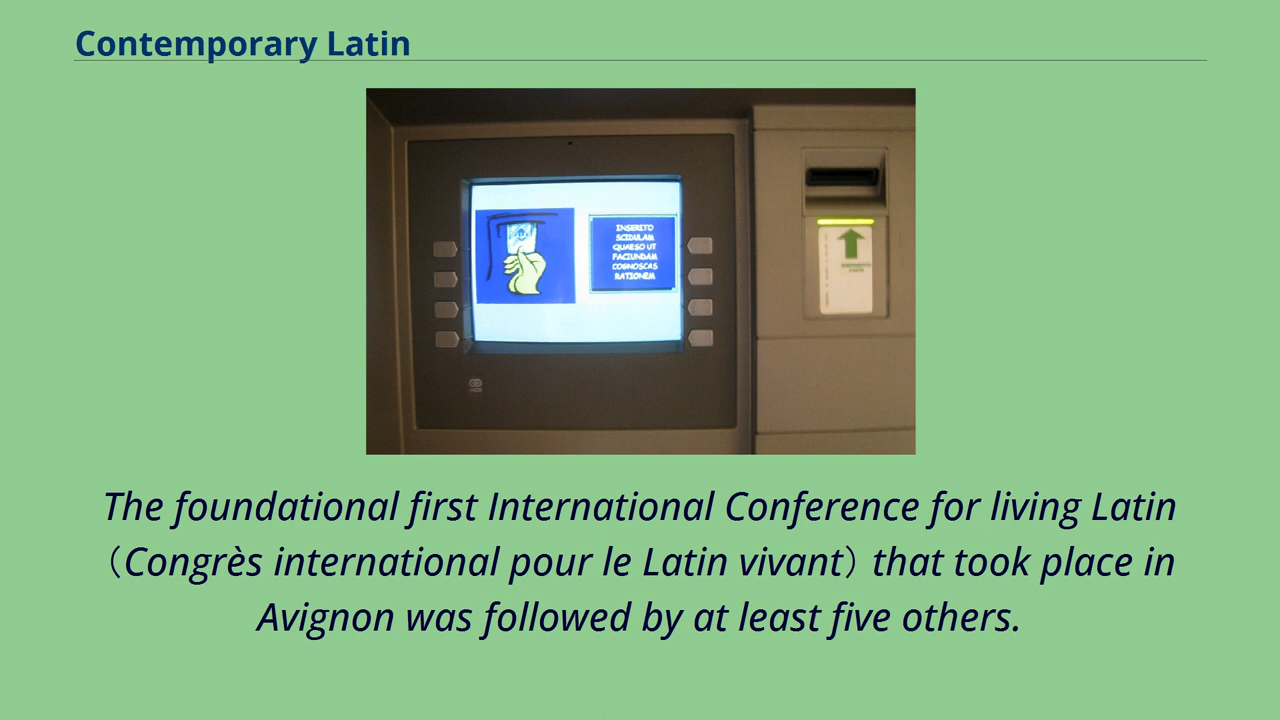 Contemporary Latin
INSERITO
SCIDULAM
QUAESO UT
FACIUNDAM
COGNOSCAS
RATIONEM
The foundational first International Conference for living Latin
（Congrès international pour le Latin vivant）that took place in
Avignon was followed by at least five others.